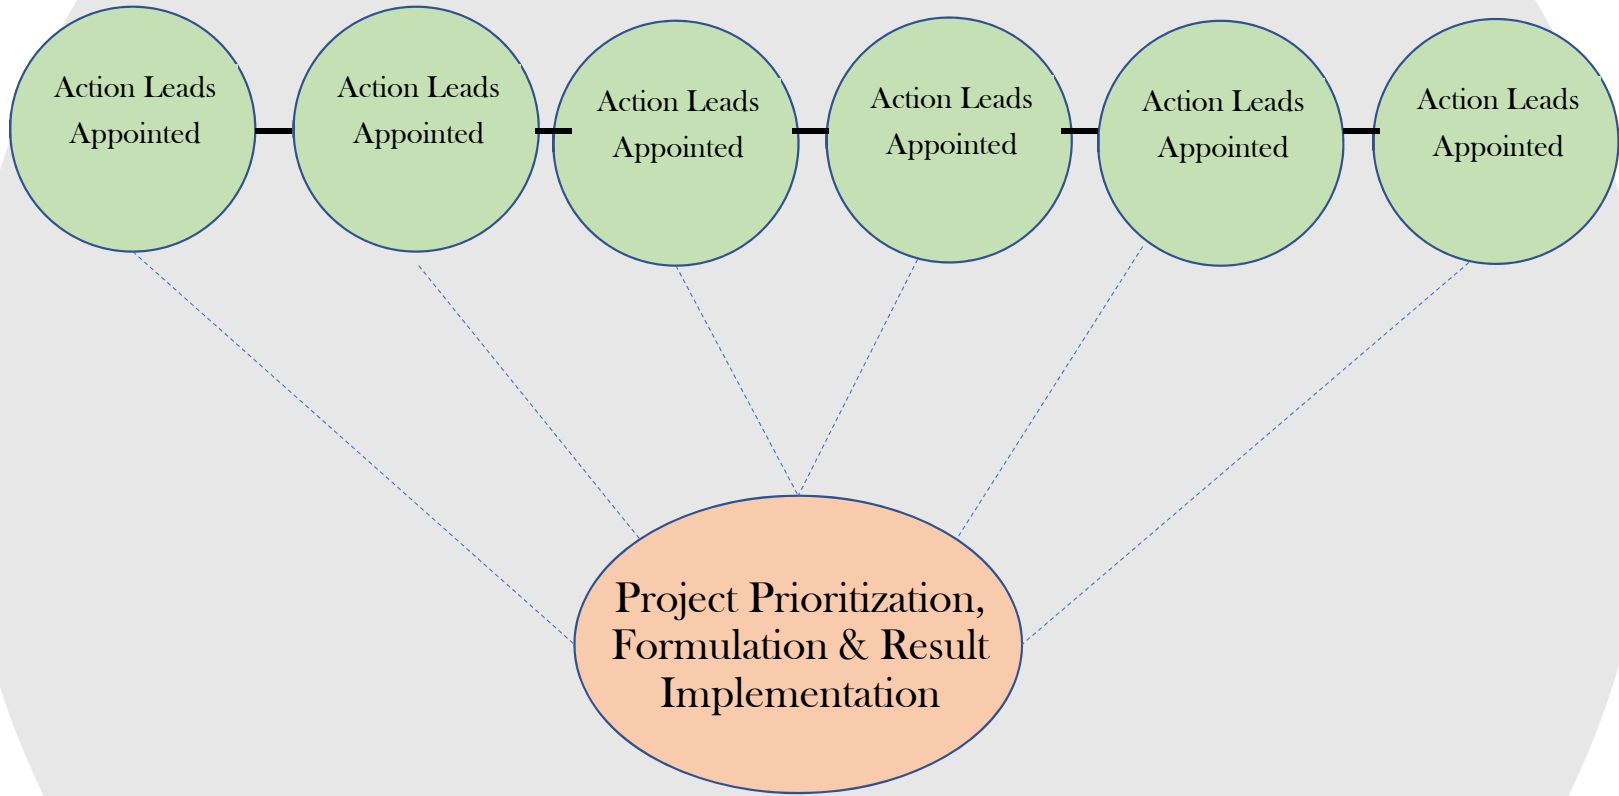 Action Leads
Appointed
Action Leads
Appointed
Action Leads
Appointed
Action Leads
Appointed
Action Leads
Appointed
Action Leads
Appointed
Project Prioritization,
Formulation & Result
Implementation